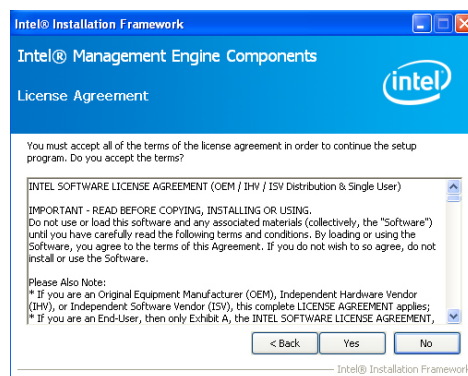 Intel® Installation Framework
Intel® Management Engine Components
License Agreement
intel
You must accept all of the terms of the license agreement in order to continue the setup
program. Do you accept the terms?
INTEL SOFTWARE LICENSE AGREEMENT (OEM / IHV / ISV Distribution & Single User)
IMPORTANT - READ BEFORE COPYING, INSTALLING OR USING.
Do not use or load this software and any associated materials (collectively, the "Software")
until you have carefully read the following terms and conditions. By loading or using the
Software, you agree to the terms of this Agreement. If you do not wish to so agree, do not
install or use the Software.
Please Also Note:
* If you are an Original Equipment Manufacturer (OEM), Independent Hardware Vendor
(IHV), or Independent Software Vendor (ISV), this complete LICENSE AGREEMENT applies;
* If you are an End-User, then only Exhibit A, the INTEL SOFTWARE LICENSE AGREEMENT,
< Back
Yes
No
Intel® Installation Framework